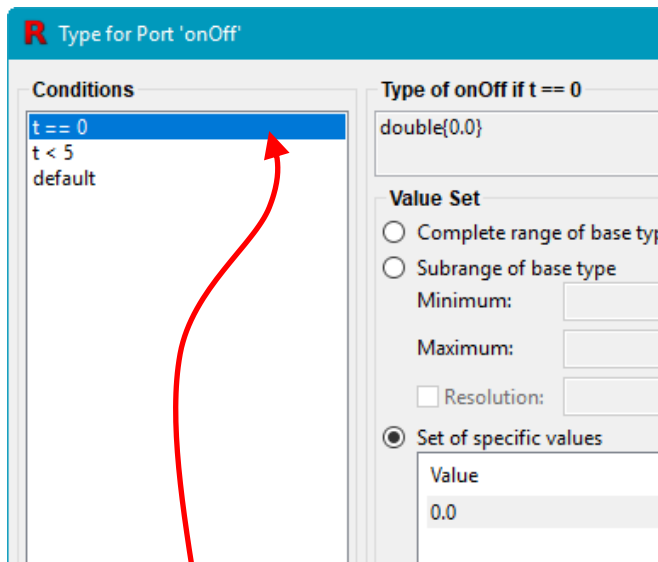 R Type for Port 'onOff'
Conditions
t == 0
t < 5
default
Type of onOff if t == 0
double{0.0}
Value Set
Complete range of base typ
Subrange of base type
Minimum:
Maximum:
Resolution:
Set of specific values
Value
0.0